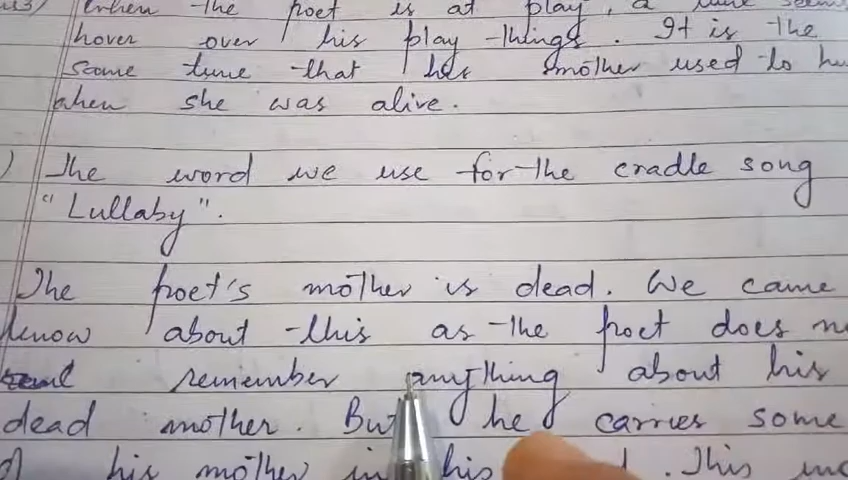 When the poet is at play, a tune seems
hover over his play things. It is the
same tune that his mother used to
when she was alive.
) The word we use for the cradle song
"Lullaby".
The poet's mother is dead. We came
know about this as the poet does
remember anything about his
dead mother. But he carries some
his mother in his . This